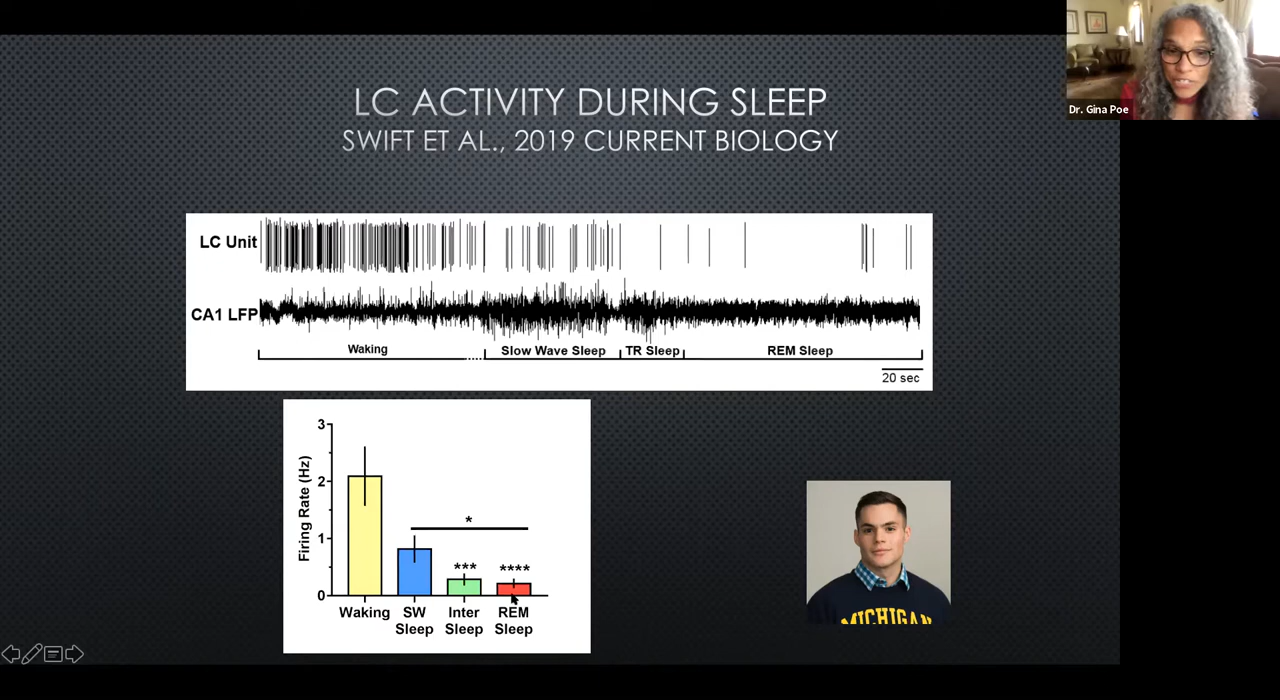 Dr. Gina Poe
LC ACTIVITY DURING SLEEP
SWIFT ET AL., 2019 CURRENT BIOLOGY
LC Unit
CA1 LFP
Waking
Slow Wave Sleep
TR Sleep
REM Sleep
20 sec
Firing Rate (Hz)
3
2
1
0
*
***
****
Waking
SW Sleep
Inter Sleep
REM Sleep
MICHIGAN